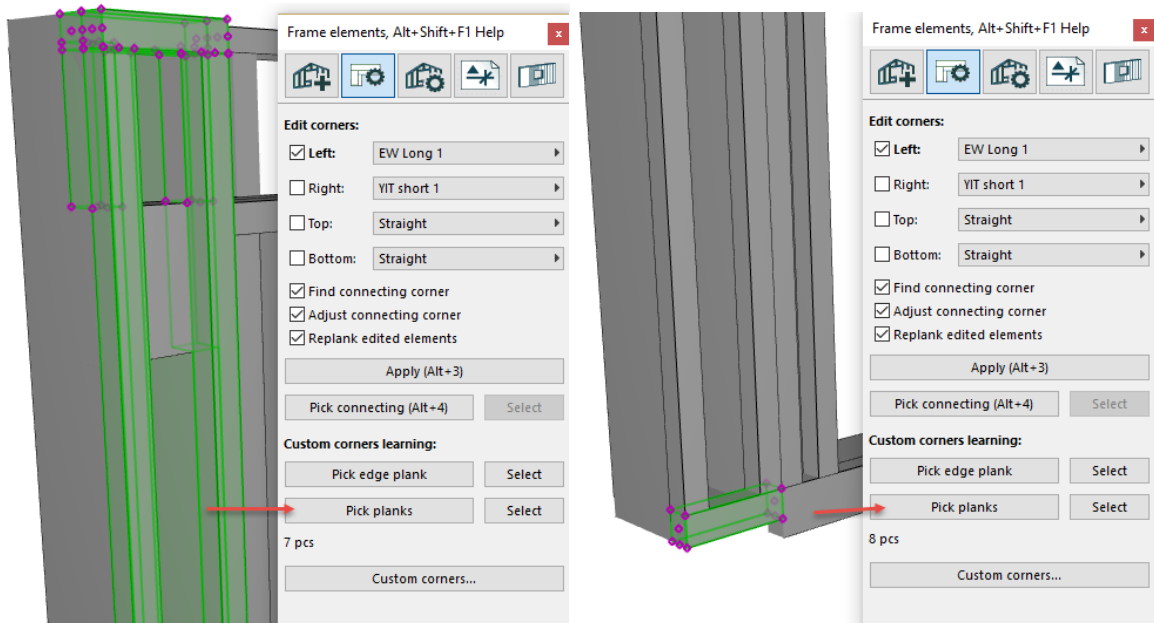 Frame elements, Alt+Shift+F1 Help
x
Edit corners:
Left: EW Long 1
Right: YIT short 1
Top: Straight
Bottom: Straight
Find connecting corner
Adjust connecting corner
Replank edited elements
Apply (Alt+3)
Pick connecting (Alt+4) Select
Custom corners learning:
Pick edge plank Select
Pick planks Select
7 pcs
Custom corners...
Frame elements, Alt+Shift+F1 Help
x
Edit corners:
Left: EW Long 1
Right: YIT short 1
Top: Straight
Bottom: Straight
Find connecting corner
Adjust connecting corner
Replank edited elements
Apply (Alt+3)
Pick connecting (Alt+4) Select
Custom corners learning:
Pick edge plank Select
Pick planks Select
8 pcs
Custom corners...